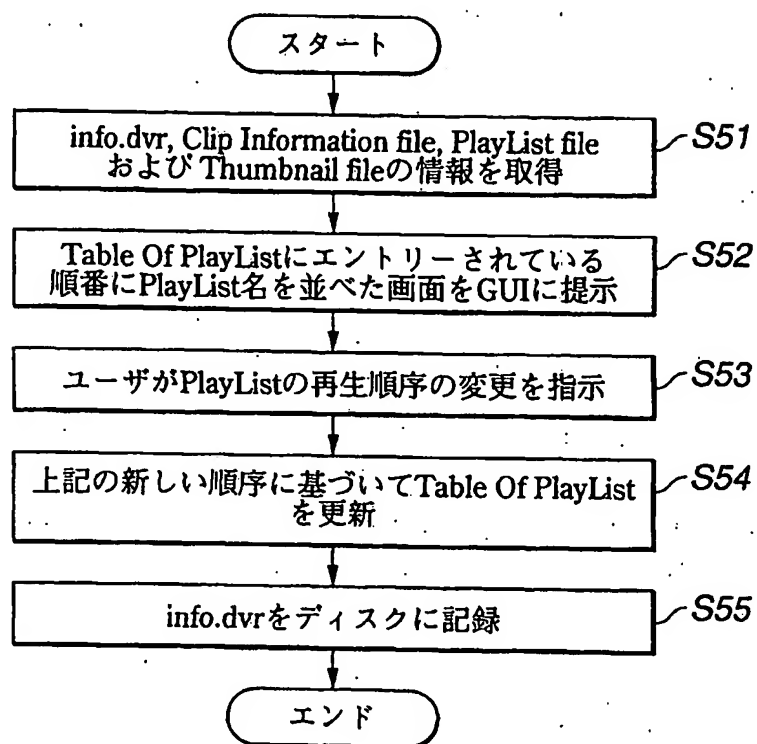 スタート
info.dvr, Clip Information file, PlayList file
および Thumbnail fileの情報を取得
S51
Table Of PlayListにエントリーされている
順番にPlayList名を並べた画面をGUIに提示
S52
ユーザがPlayListの再生順序の変更を指示
S53
上記の新しい順序に基づいてTable Of PlayList
を更新
S54
info.dvrをディスクに記録
S55
エンド